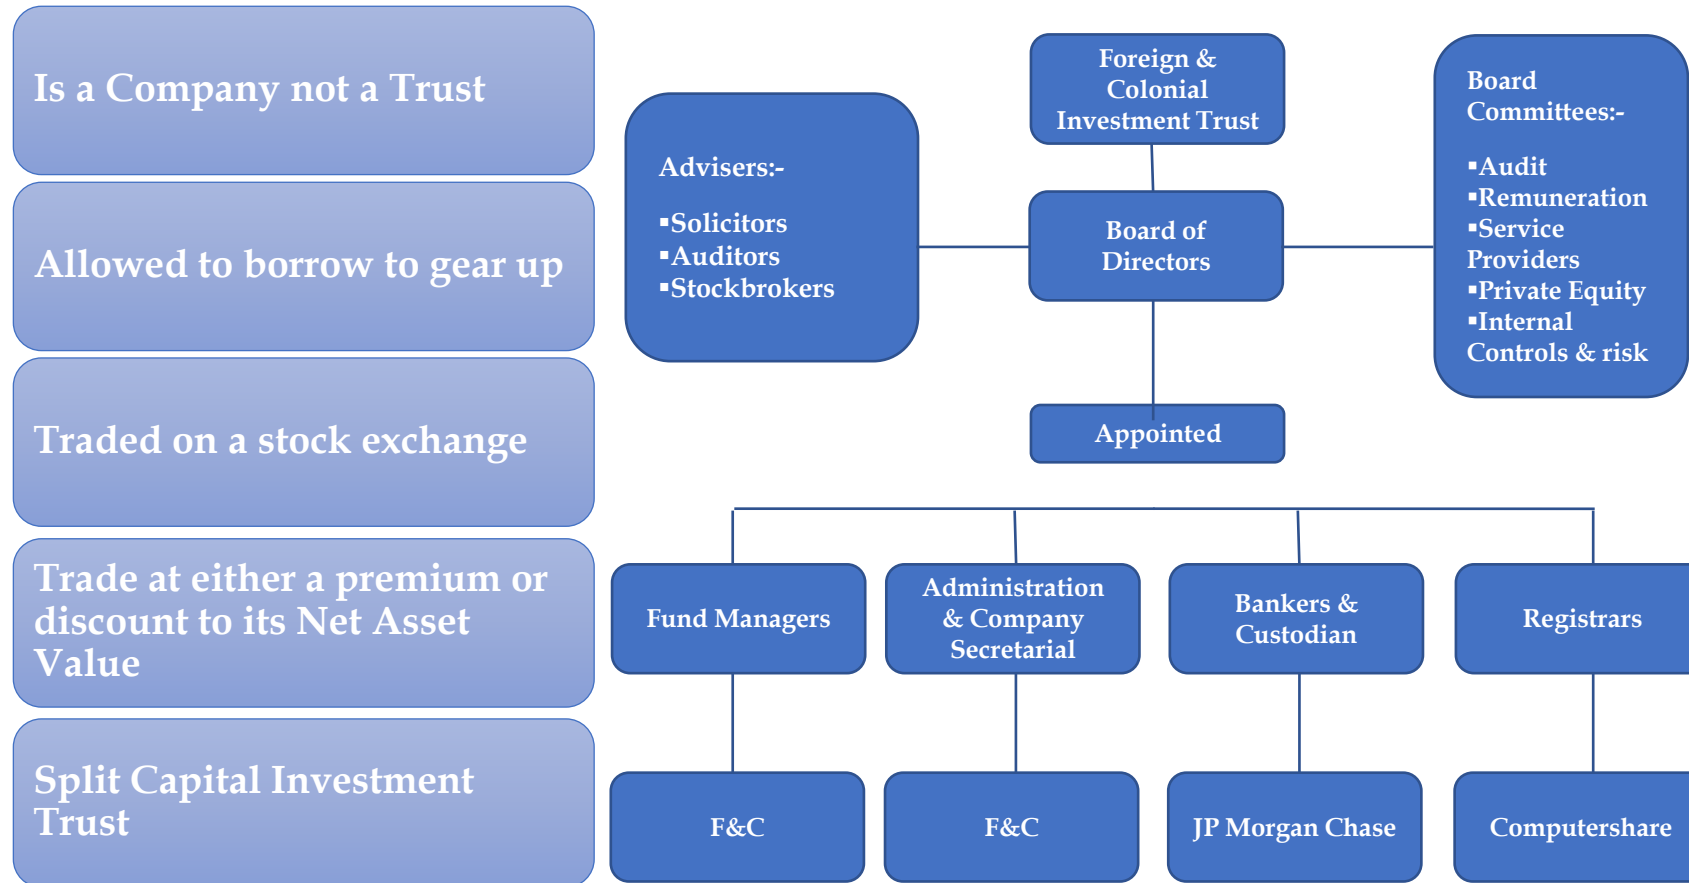 Is a Company not a Trust
Allowed to borrow to gear up
Traded on a stock exchange
Trade at either a premium or
discount to its Net Asset
Value
Split Capital Investment
Trust
Foreign &
Colonial
Investment Trust
Advisers:-
▪Solicitors
▪Auditors
▪Stockbrokers
Board of
Directors
Board
Committees:-
▪Audit
▪Remuneration
▪Service
Providers
▪Private Equity
▪Internal
Controls & risk
Appointed
Fund Managers
Administration
& Company
Secretarial
Bankers &
Custodian
Registrars
F&C
F&C
JP Morgan Chase
Computershare